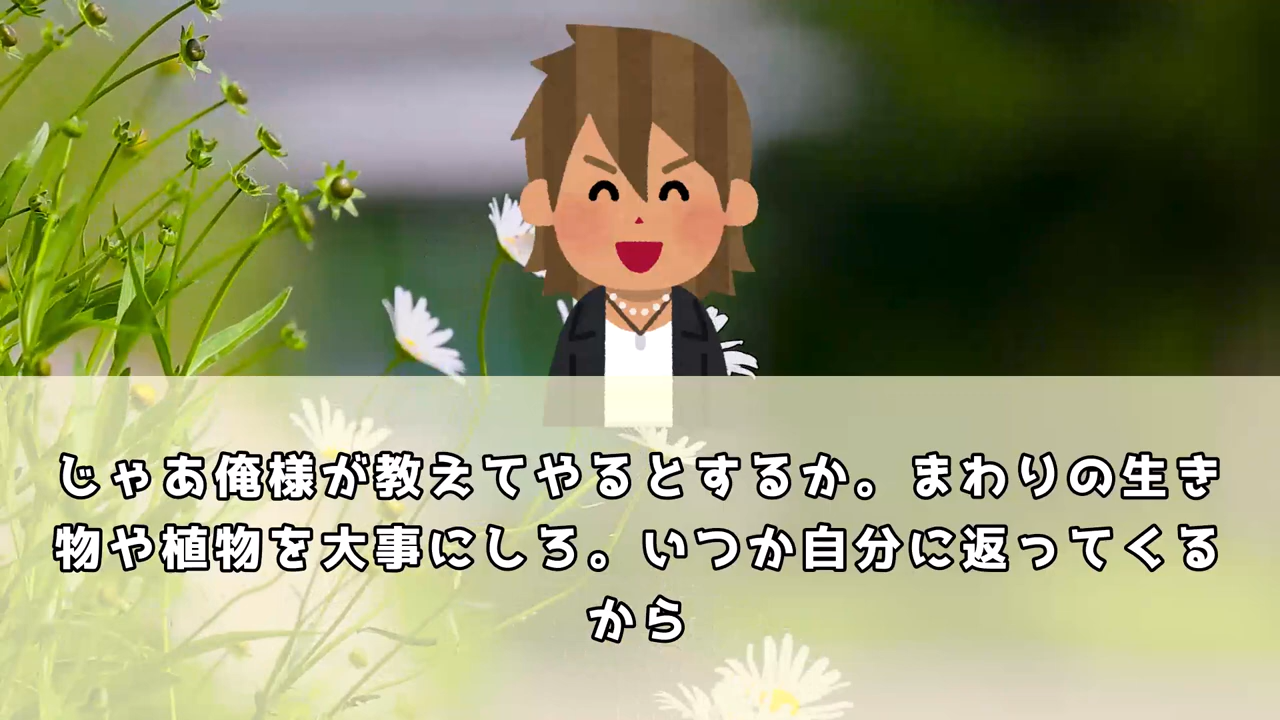 じゃあ俺様が教えてやるとするか。まわりの生き
物や植物を大事にしろ。いつか自分に返ってくる
から